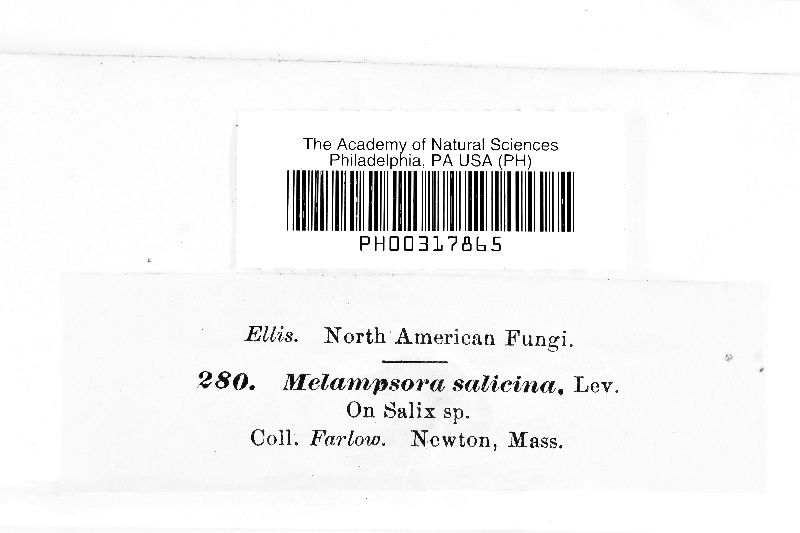 The Academy of Natural Sciences
Philadelphia, PA USA (PH)
PH00317865
Ellis. North American Fungi.
280. Melampsora salicina, Lev.
On Salix sp.
Coll. Farlow. Newton, Mass.